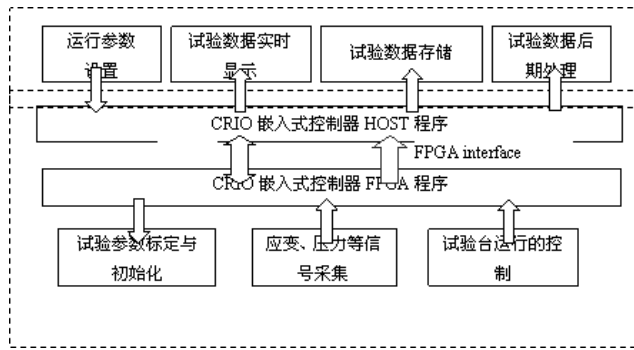 运行参数
设置
试验数据实时
显示
试验数据存储
试验数据后
期处理
CRIO 嵌入式控制器 HOST 程序
FPGA interface
CRIO 嵌入式控制器 FPGA 程序
试验参数标定与
初始化
应变、压力等信
号采集
试验台运行的控
制